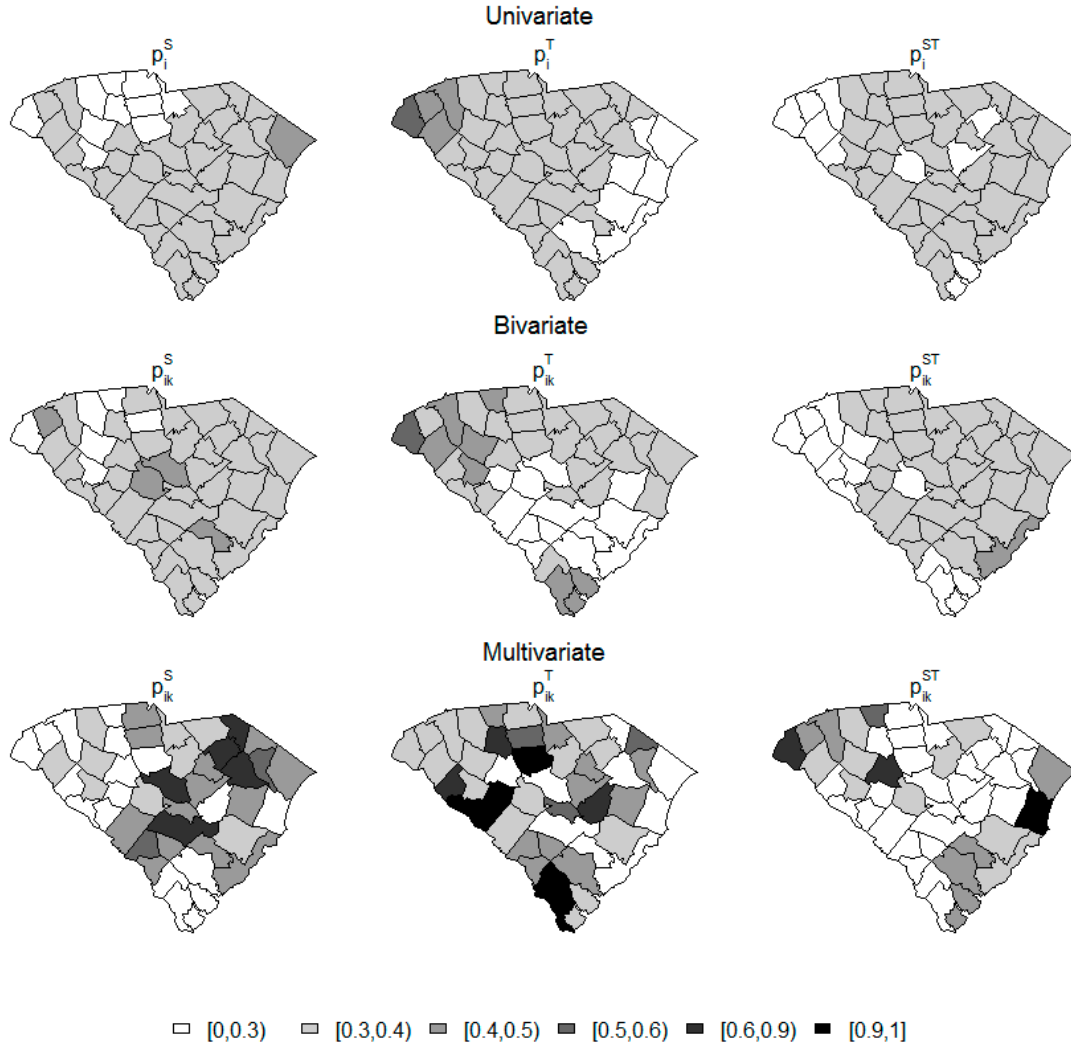 Univariate
p_i^S p_i^T p_i^ST
Bivariate
p_ik^S p_ik^T p_ik^ST
Multivariate
p_ik^S p_ik^T p_ik^ST
[0,0.3) [0.3,0.4) [0.4,0.5) [0.5,0.6) [0.6,0.9) [0.9,1]